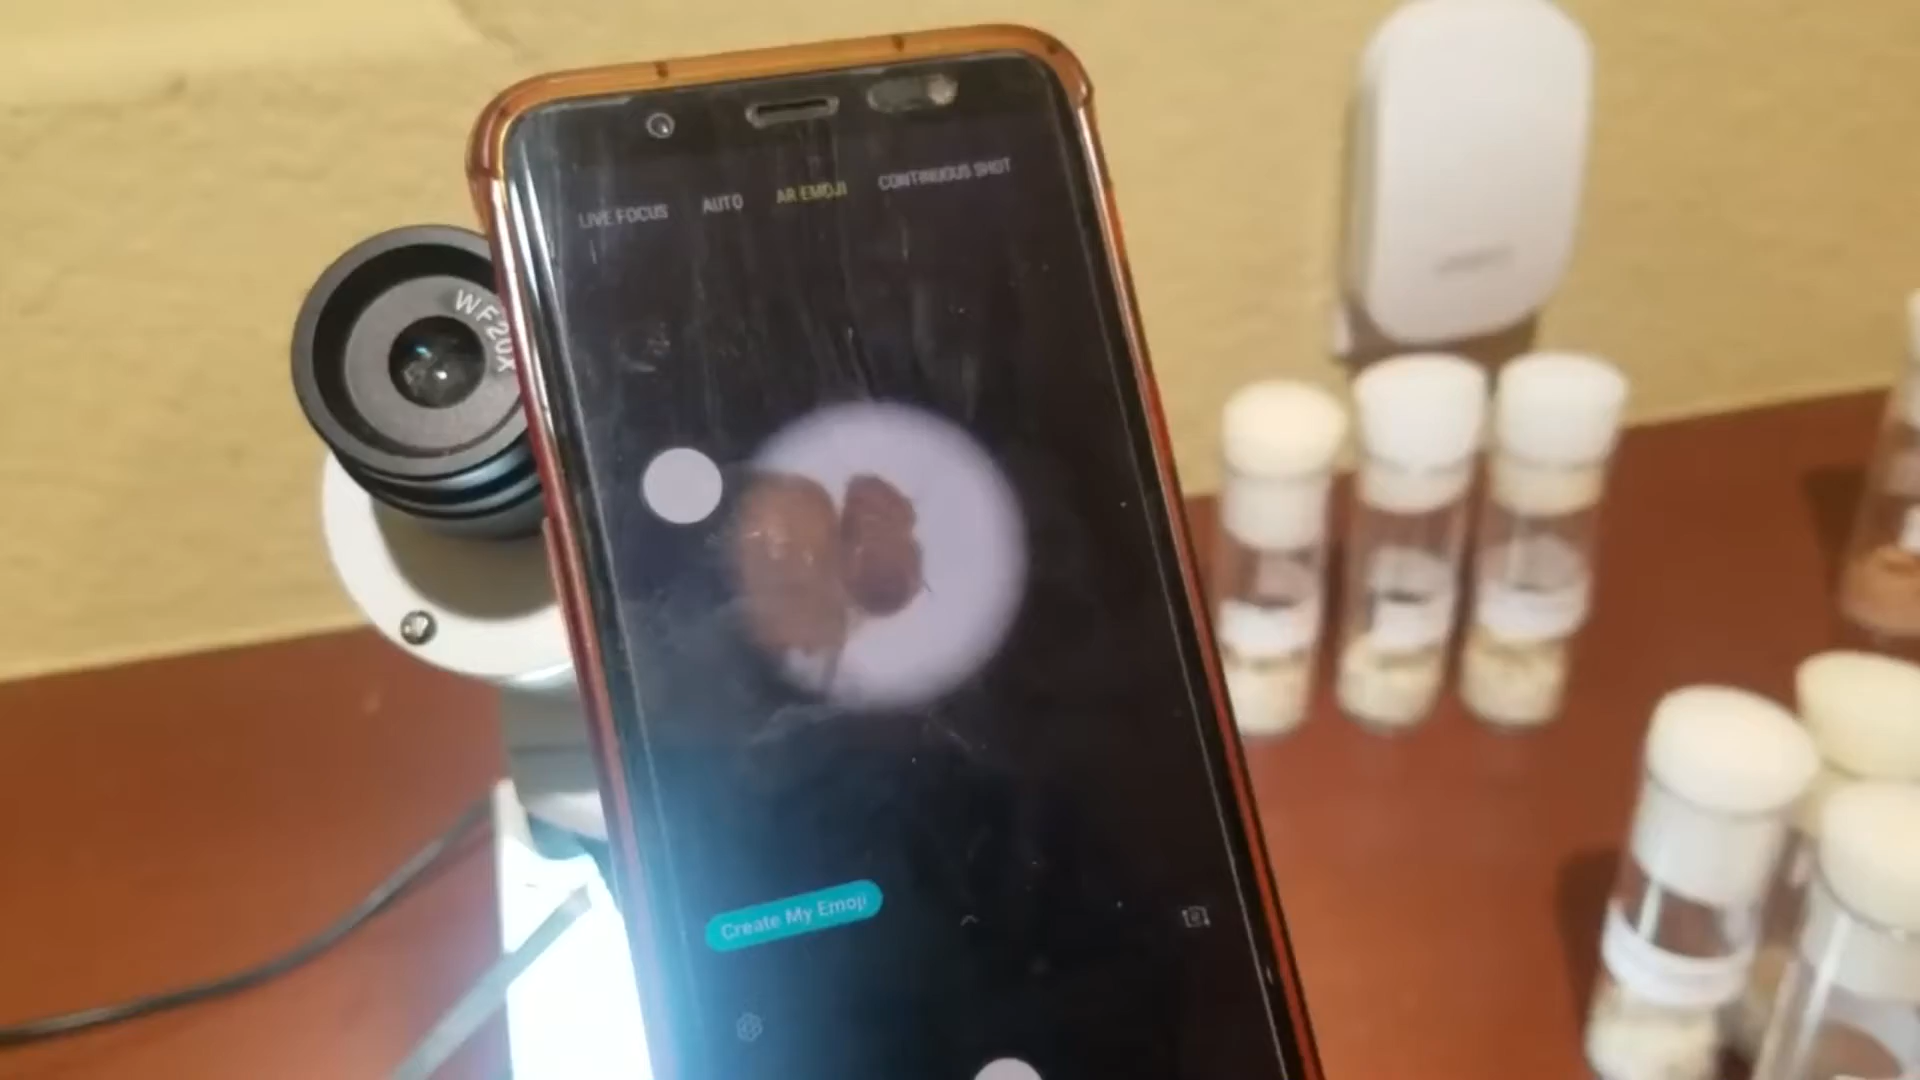 LIVE FOCUS
AUTO
AR EMOJI
CONTINUOUS SHOT
WF20X
Create My Emoji